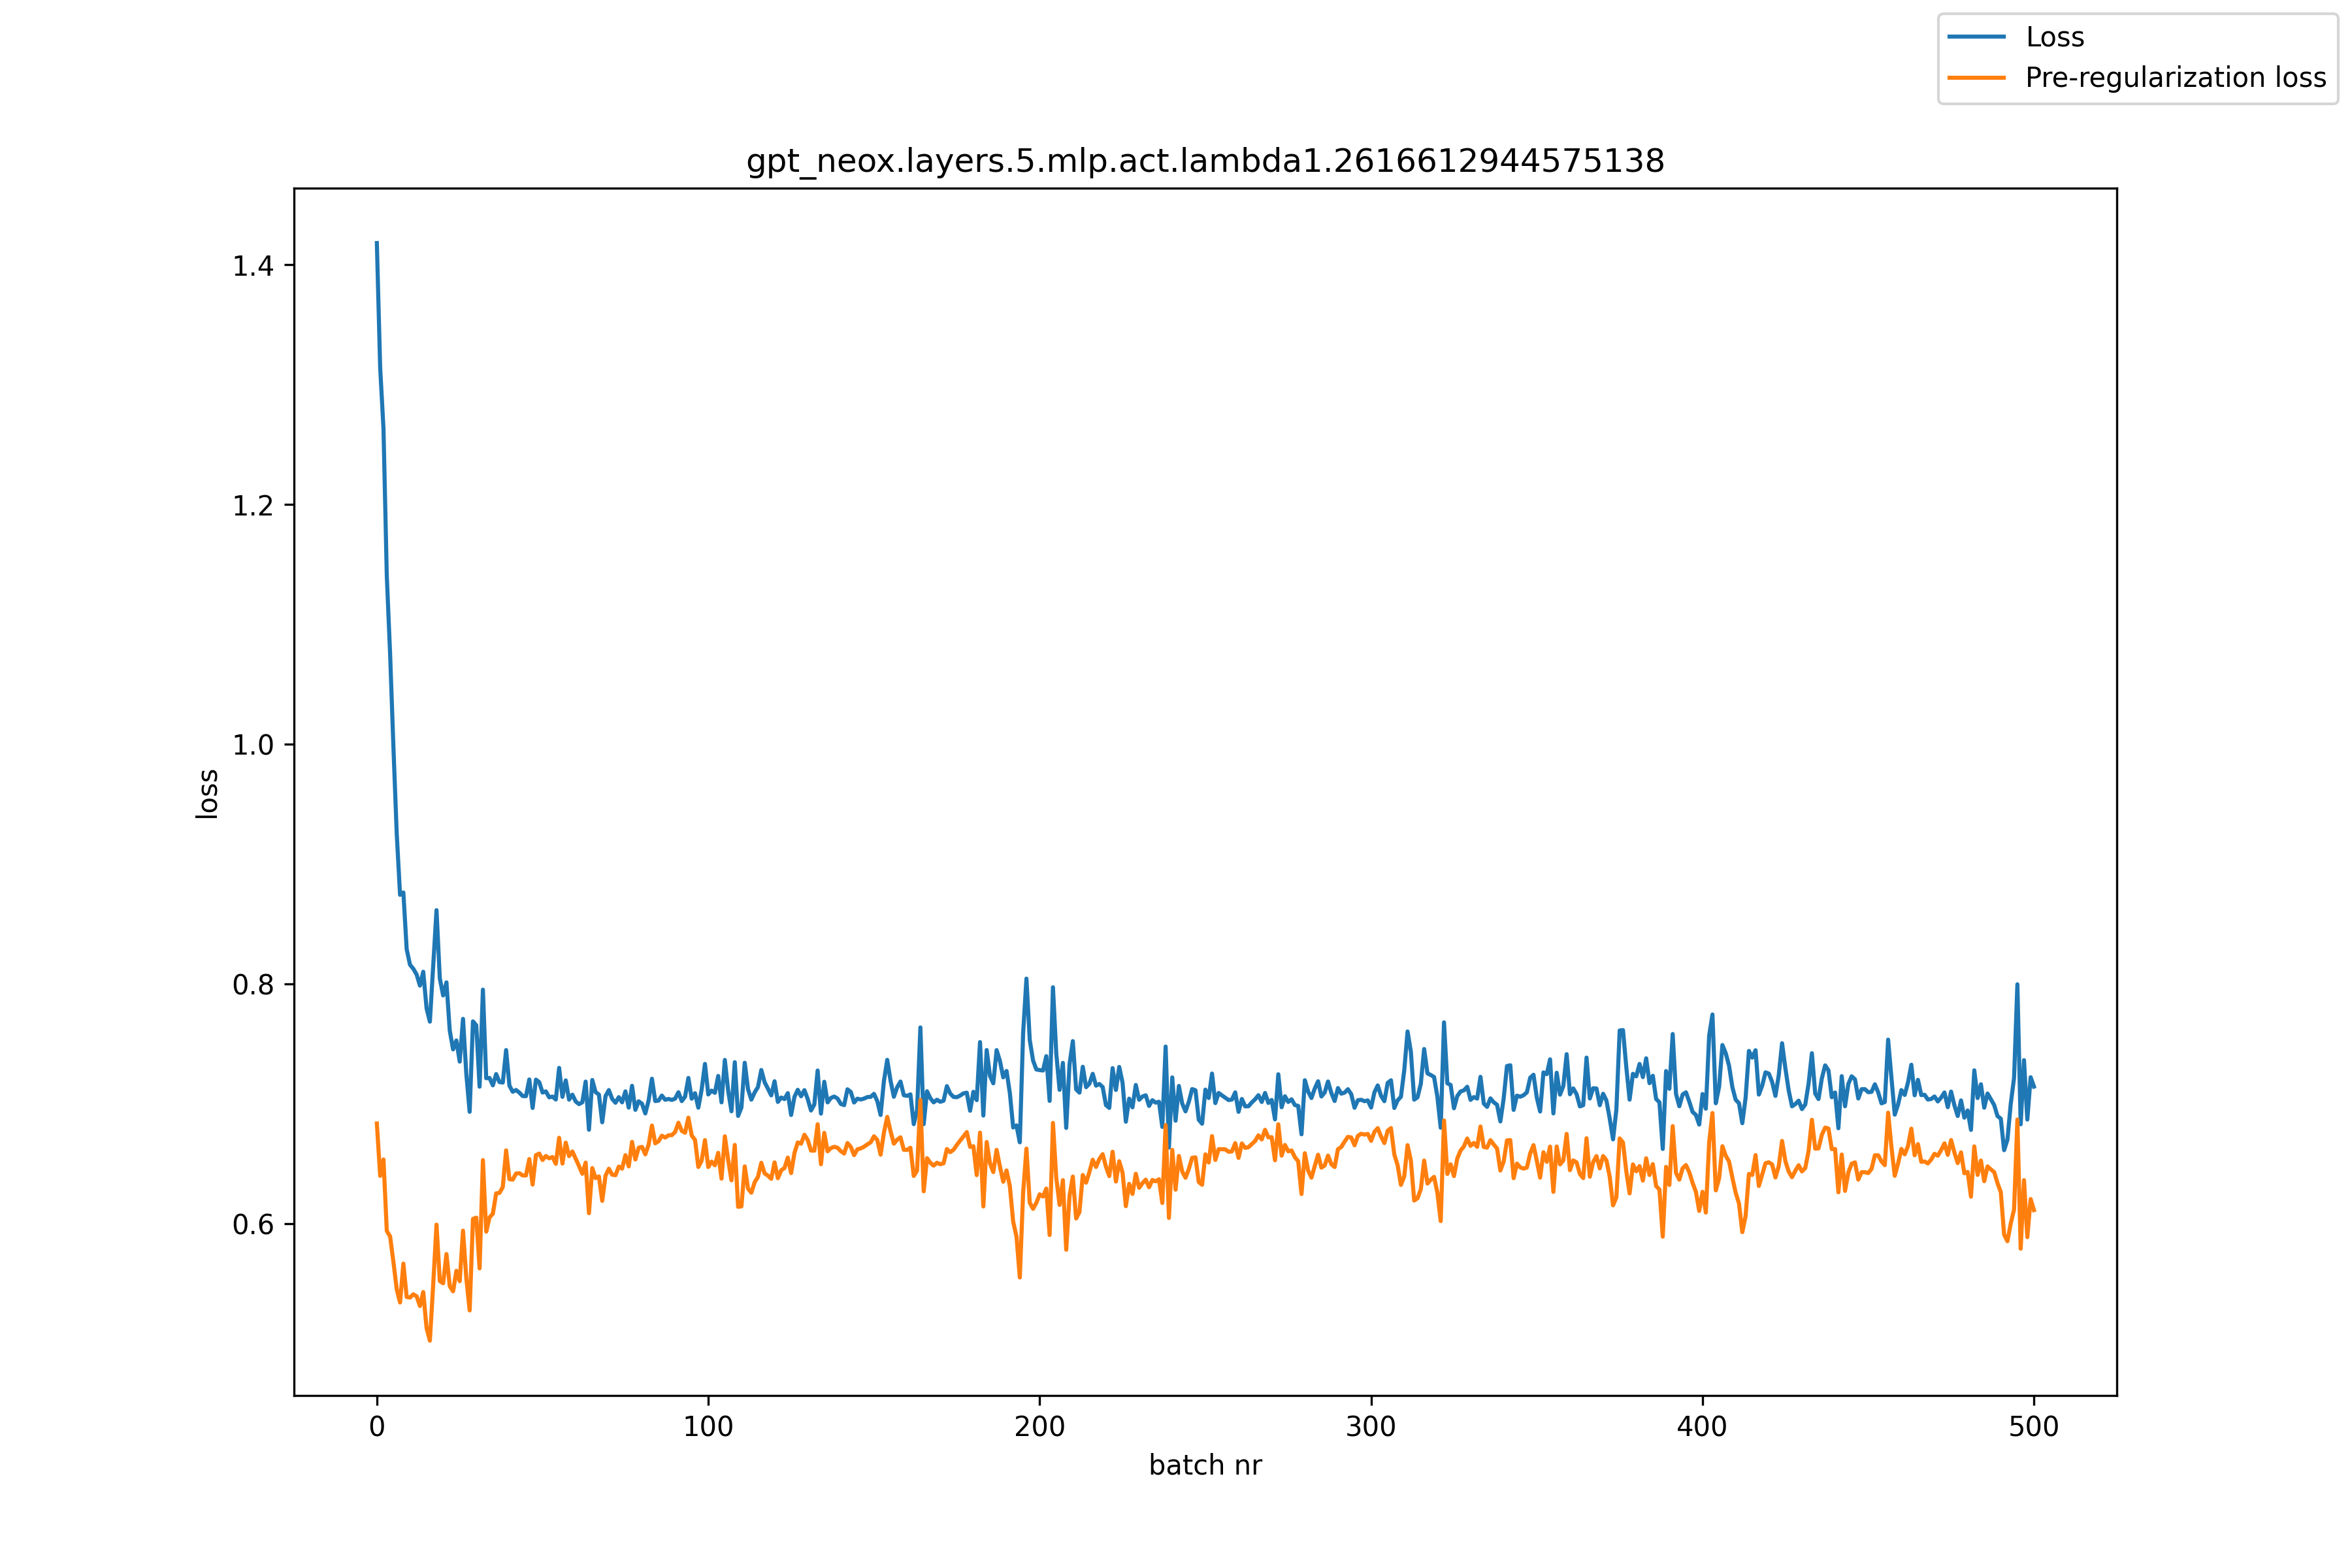 Loss
Pre-regularization loss
gpt_neox.layers.5.mlp.act.lambda1.2616612944575138
1.4
1.2
1.0
0.8
0.6
loss
0 100 200 300 400 500
batch nr